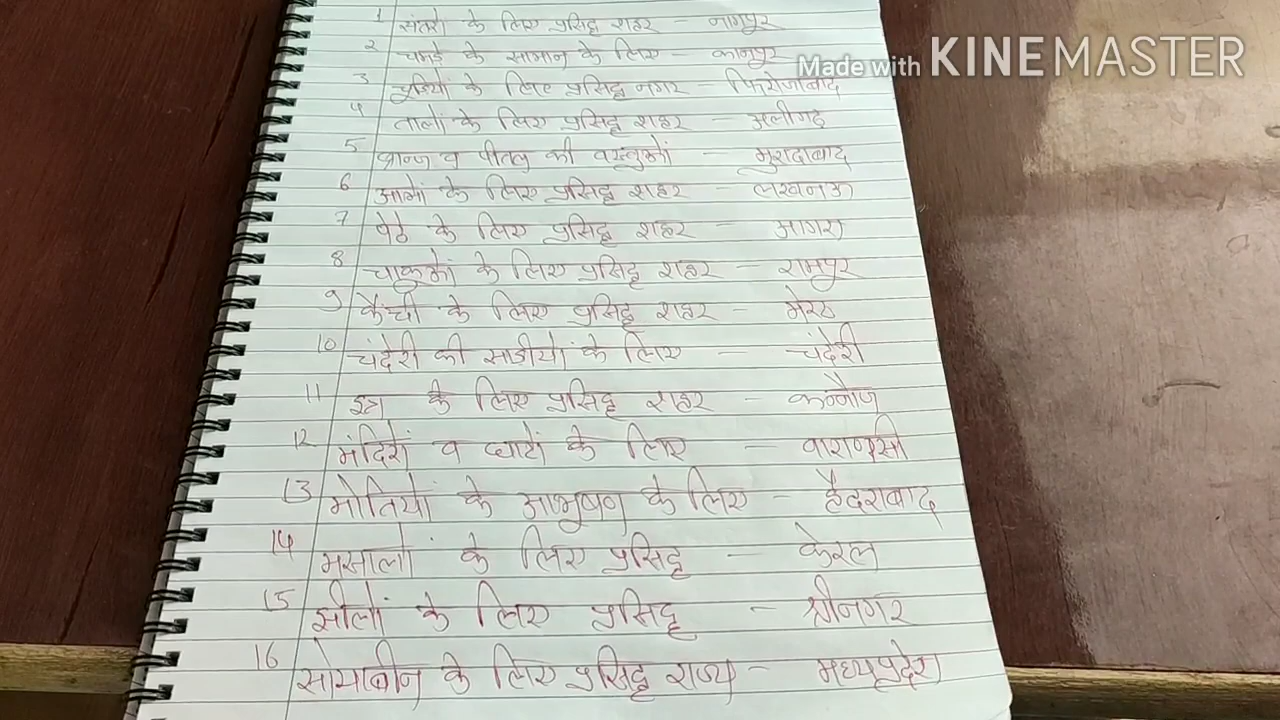 1 संतरों के लिए प्रसिद्ध शहर – नागपुर
2 चमड़े के सामान के लिए – कानपुर
Made with KINEMASTER
3 चूडियों के लिए प्रसिद्ध नगर – फिरोजाबाद
4 तालों के लिए प्रसिद्ध शहर – अलीगढ
5 ब्रान्ज व पीतल की वस्तुओं – मुरादाबाद
6 आमों के लिए प्रसिद्ध शहर – लखनऊ
7 पेठे के लिए प्रसिद्ध शहर – आगरा
8 चाकुओं के लिए प्रसिद्ध शहर – रामपुर
9 कैंची के लिए प्रसिद्ध शहर – मेरठ
10 चंदेरी की साडीयों के लिए – चंदेरी
11 इत्र के लिए प्रसिद्ध शहर – कन्नौज
12 मंदिरों व घाटों के लिए – वाराणसी
13 मोतियों के आभुषण के लिए – हैदराबाद
14 मसालों के लिए प्रसिद्ध – केरल
15 झीलों के लिए प्रसिद्ध – श्रीनगर
16 सोयाबीन के लिए प्रसिद्ध राज्य – मध्यप्रदेश